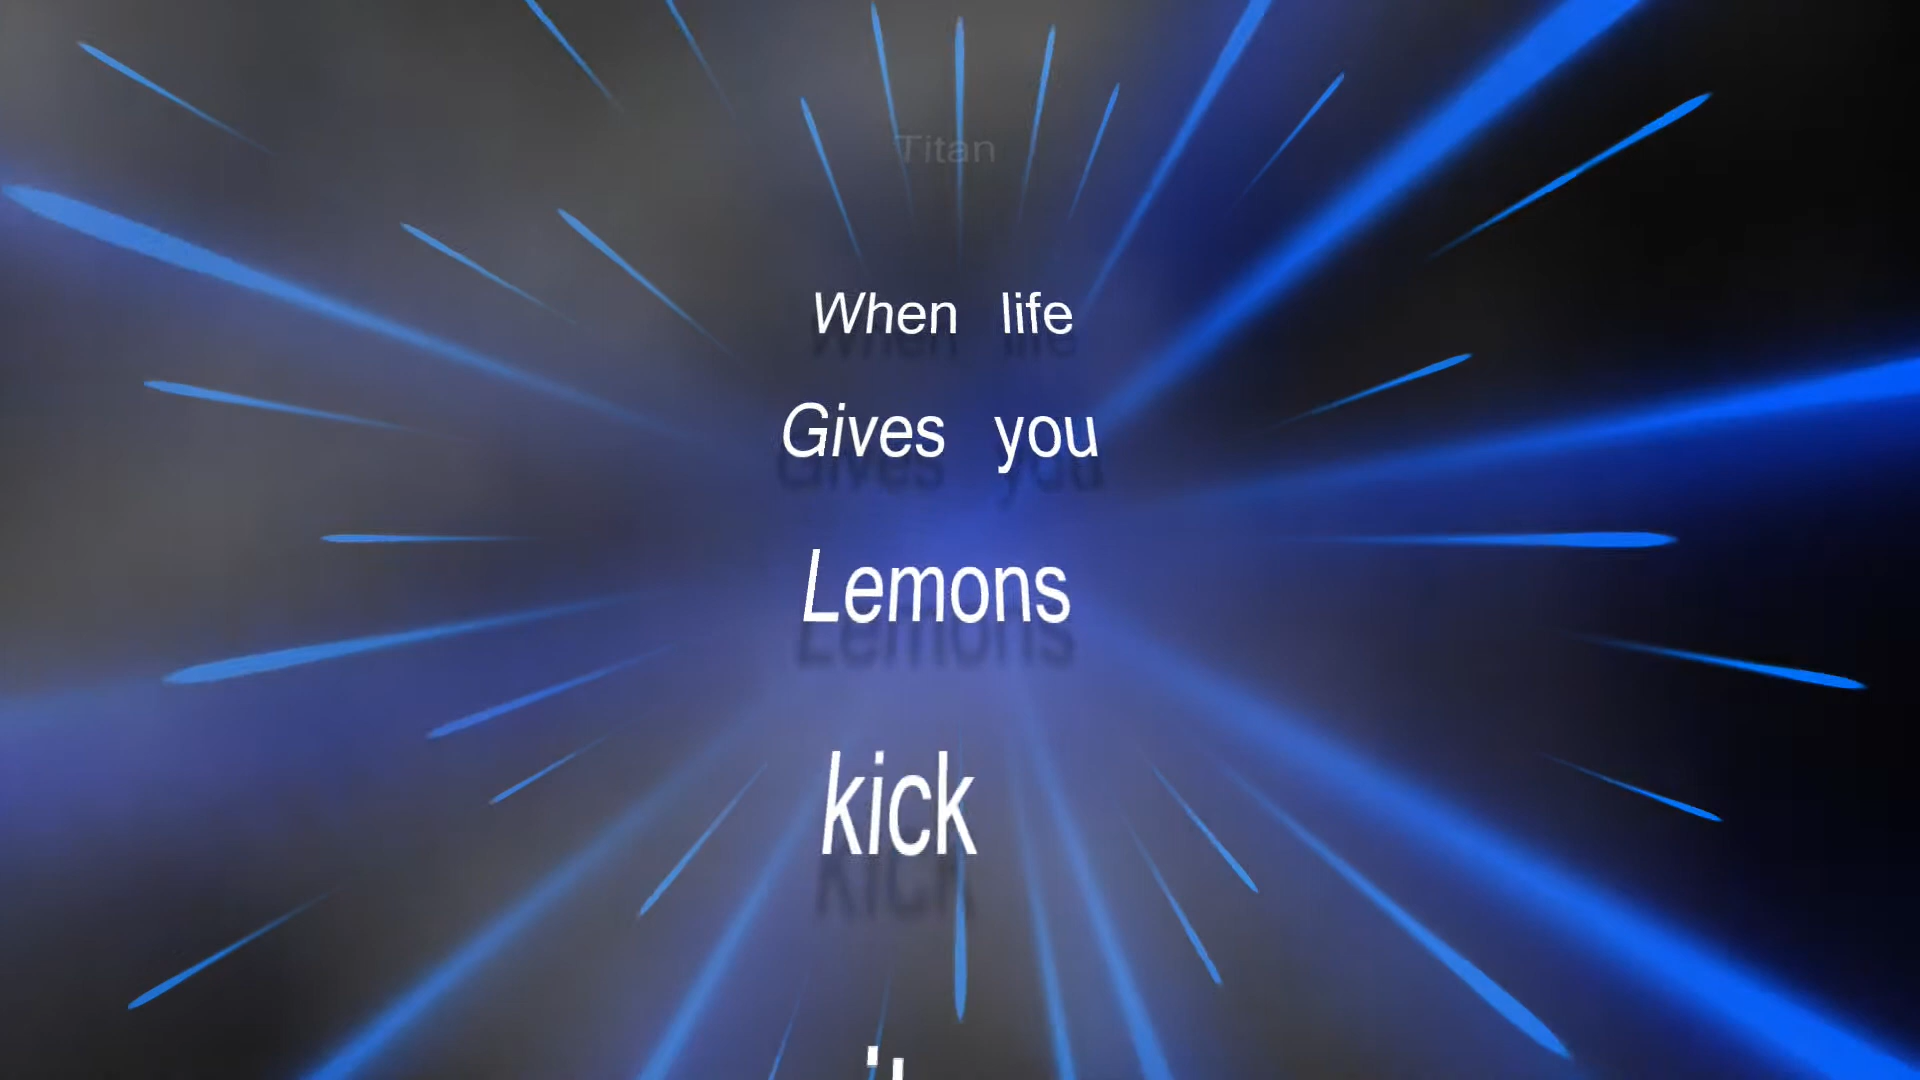 Titan
When life
Gives you
Lemons
kick